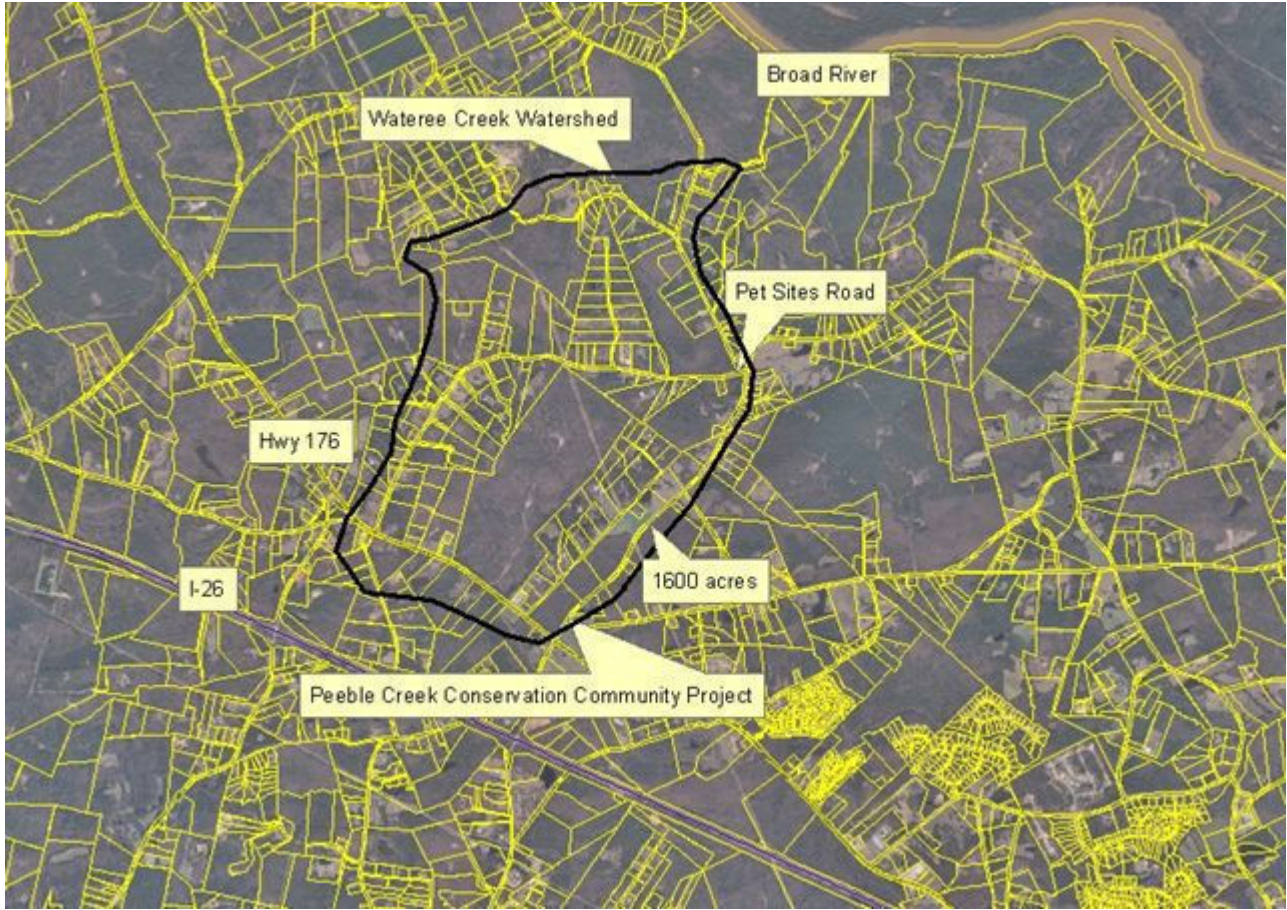 Broad River
Wateree Creek Watershed
Pet Sites Road
Hwy 176
1600 acres
I-26
Peeble Creek Conservation Community Project